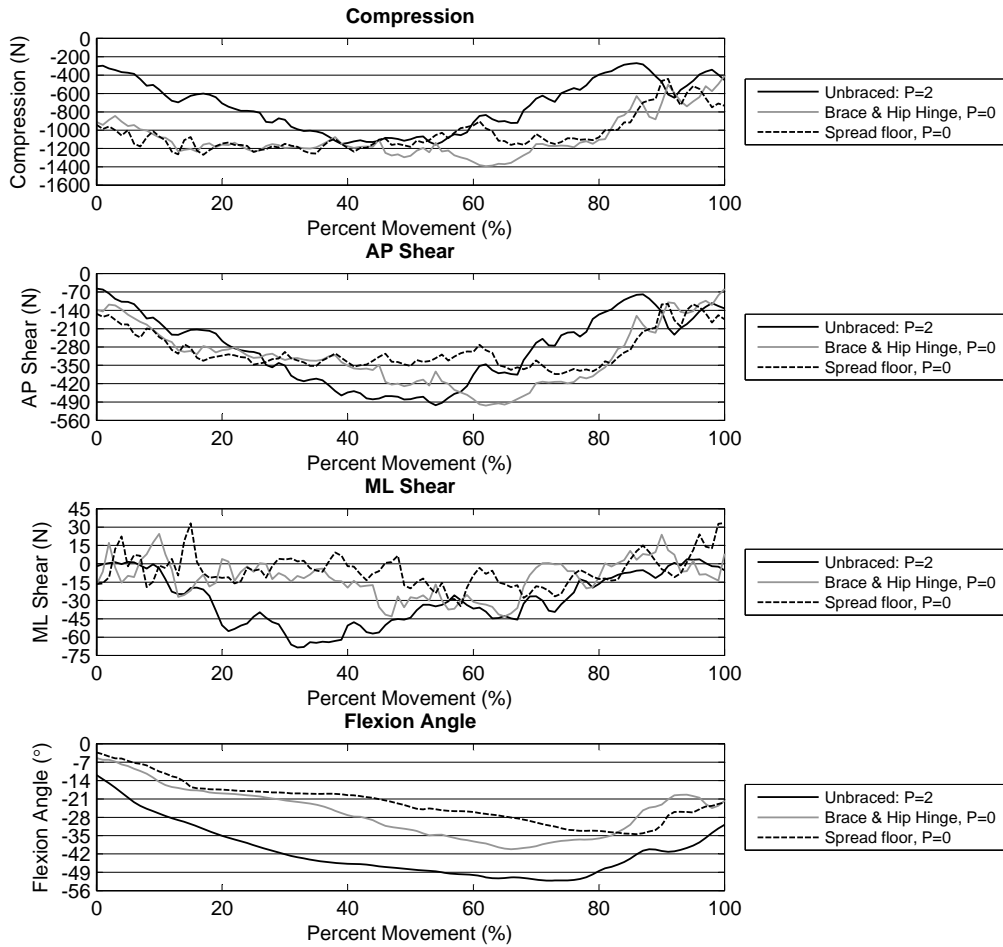 Compression
Compression (N)
0
-200
-400
-600
-800
-1000
-1200
-1400
-1600
0 20 40 60 80 100
Percent Movement (%)
Unbraced: P=2
Brace & Hip Hinge, P=0
Spread floor, P=0
AP Shear
AP Shear (N)
0
-70
-140
-210
-280
-350
-420
-490
-560
0 20 40 60 80 100
Percent Movement (%)
Unbraced: P=2
Brace & Hip Hinge, P=0
Spread floor, P=0
ML Shear
ML Shear (N)
45
30
15
0
-15
-30
-45
-60
-75
0 20 40 60 80 100
Percent Movement (%)
Unbraced: P=2
Brace & Hip Hinge, P=0
Spread floor, P=0
Flexion Angle
Flexion Angle (°)
0
-7
-14
-21
-28
-35
-42
-49
-56
0 20 40 60 80 100
Percent Movement (%)
Unbraced: P=2
Brace & Hip Hinge, P=0
Spread floor, P=0